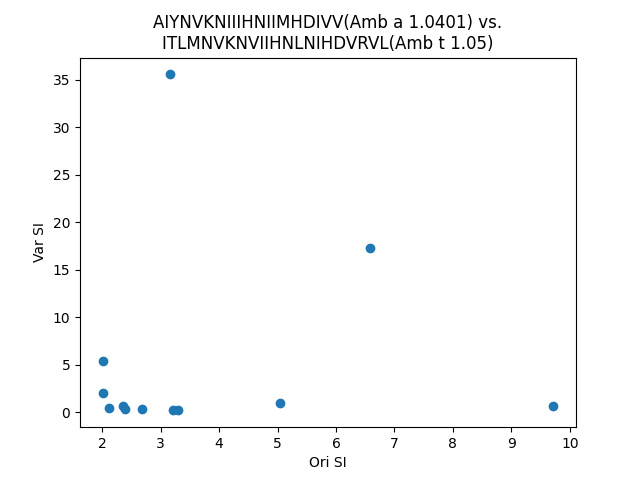 AIYNVKNIIIHNIIMHDIVV(Amb a 1.0401) vs.
ITLMNVKNVIIHNLNIHDVRVL(Amb t 1.05)
35
30
25
20
15
10
5
0
Var SI
2 3 4 5 6 7 8 9 10
Ori SI